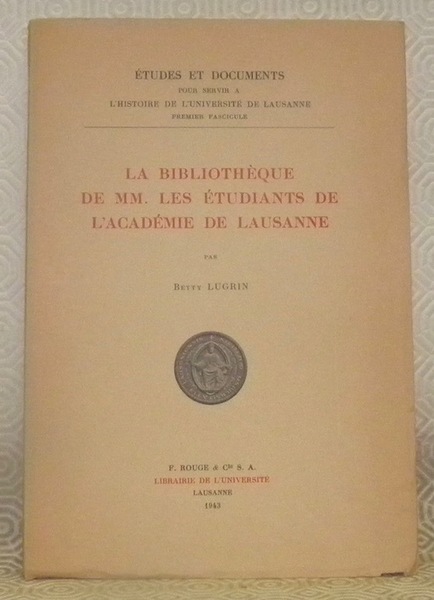 ÉTUDES ET DOCUMENTS
POUR SERVIR A
L'HISTOIRE DE L'UNIVERSITÉ DE LAUSANNE
PREMIER FASCICULE
LA BIBLIOTHÈQUE
DE MM. LES ÉTUDIANTS DE
L'ACADÉMIE DE LAUSANNE
PAR
BETTY LUGRIN
F. ROUGE & Cie S. A.
LIBRAIRIE DE L'UNIVERSITÉ
LAUSANNE
1943